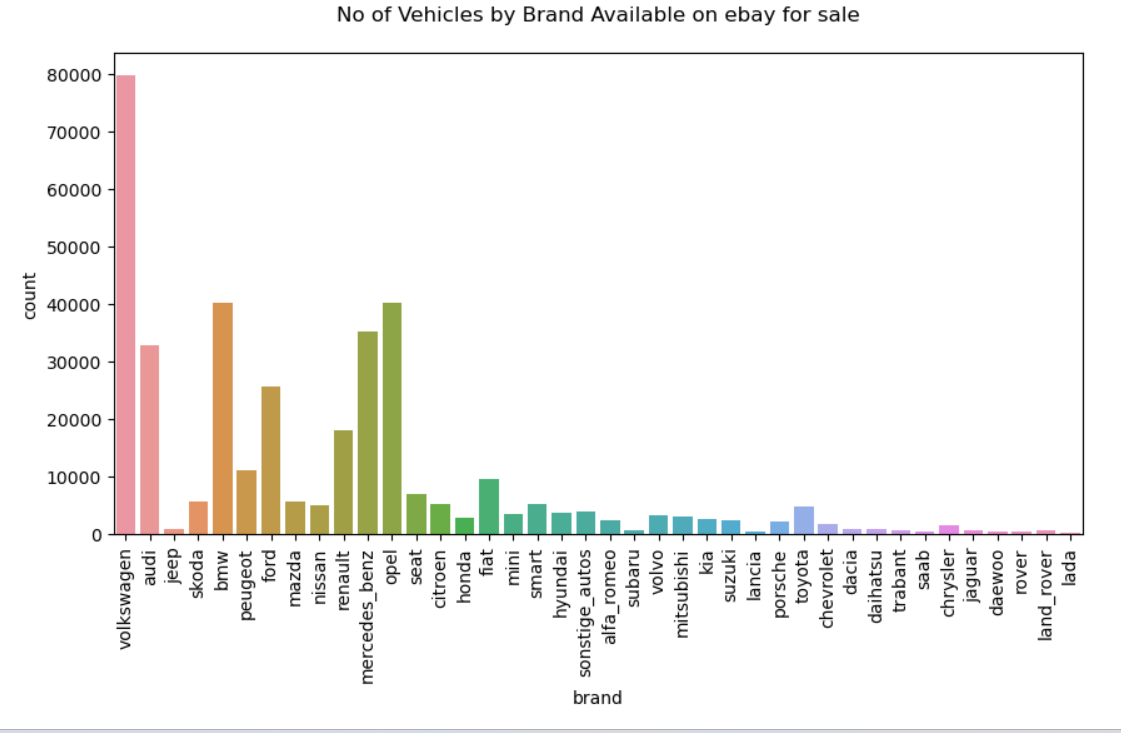 No of Vehicles by Brand Available on ebay for sale
80000
70000
60000
50000
40000
30000
20000
10000
0
count
volkswagen
audi
jeep
skoda
bmw
peugeot
ford
mazda
nissan
renault
mercedes_benz
opel
seat
citroen
honda
fiat
mini
smart
hyundai
sonstige_autos
alfa_romeo
subaru
volvo
mitsubishi
kia
suzuki
lancia
porsche
toyota
chevrolet
dacia
daihatsu
trabant
saab
chrysler
jaguar
daewoo
rover
land_rover
lada
brand